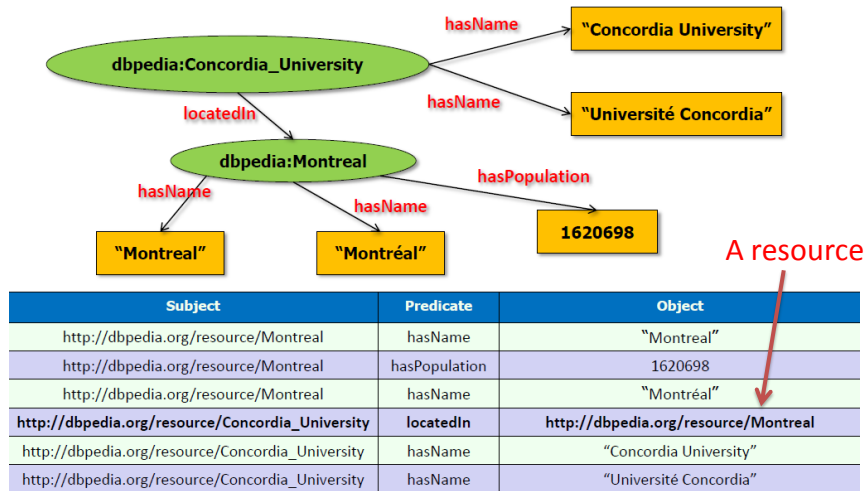 hasName
"Concordia University"
dbpedia:Concordia_University
hasName
"Université Concordia"
locatedIn
dbpedia:Montreal
hasPopulation
hasName
hasName
1620698
"Montreal"
"Montréal"
A resource
Subject Predicate Object
http://dbpedia.org/resource/Montreal hasName "Montreal"
http://dbpedia.org/resource/Montreal hasPopulation 1620698
http://dbpedia.org/resource/Montreal hasName "Montréal"
http://dbpedia.org/resource/Concordia_University locatedIn http://dbpedia.org/resource/Montreal
http://dbpedia.org/resource/Concordia_University hasName "Concordia University"
http://dbpedia.org/resource/Concordia_University hasName "Université Concordia"